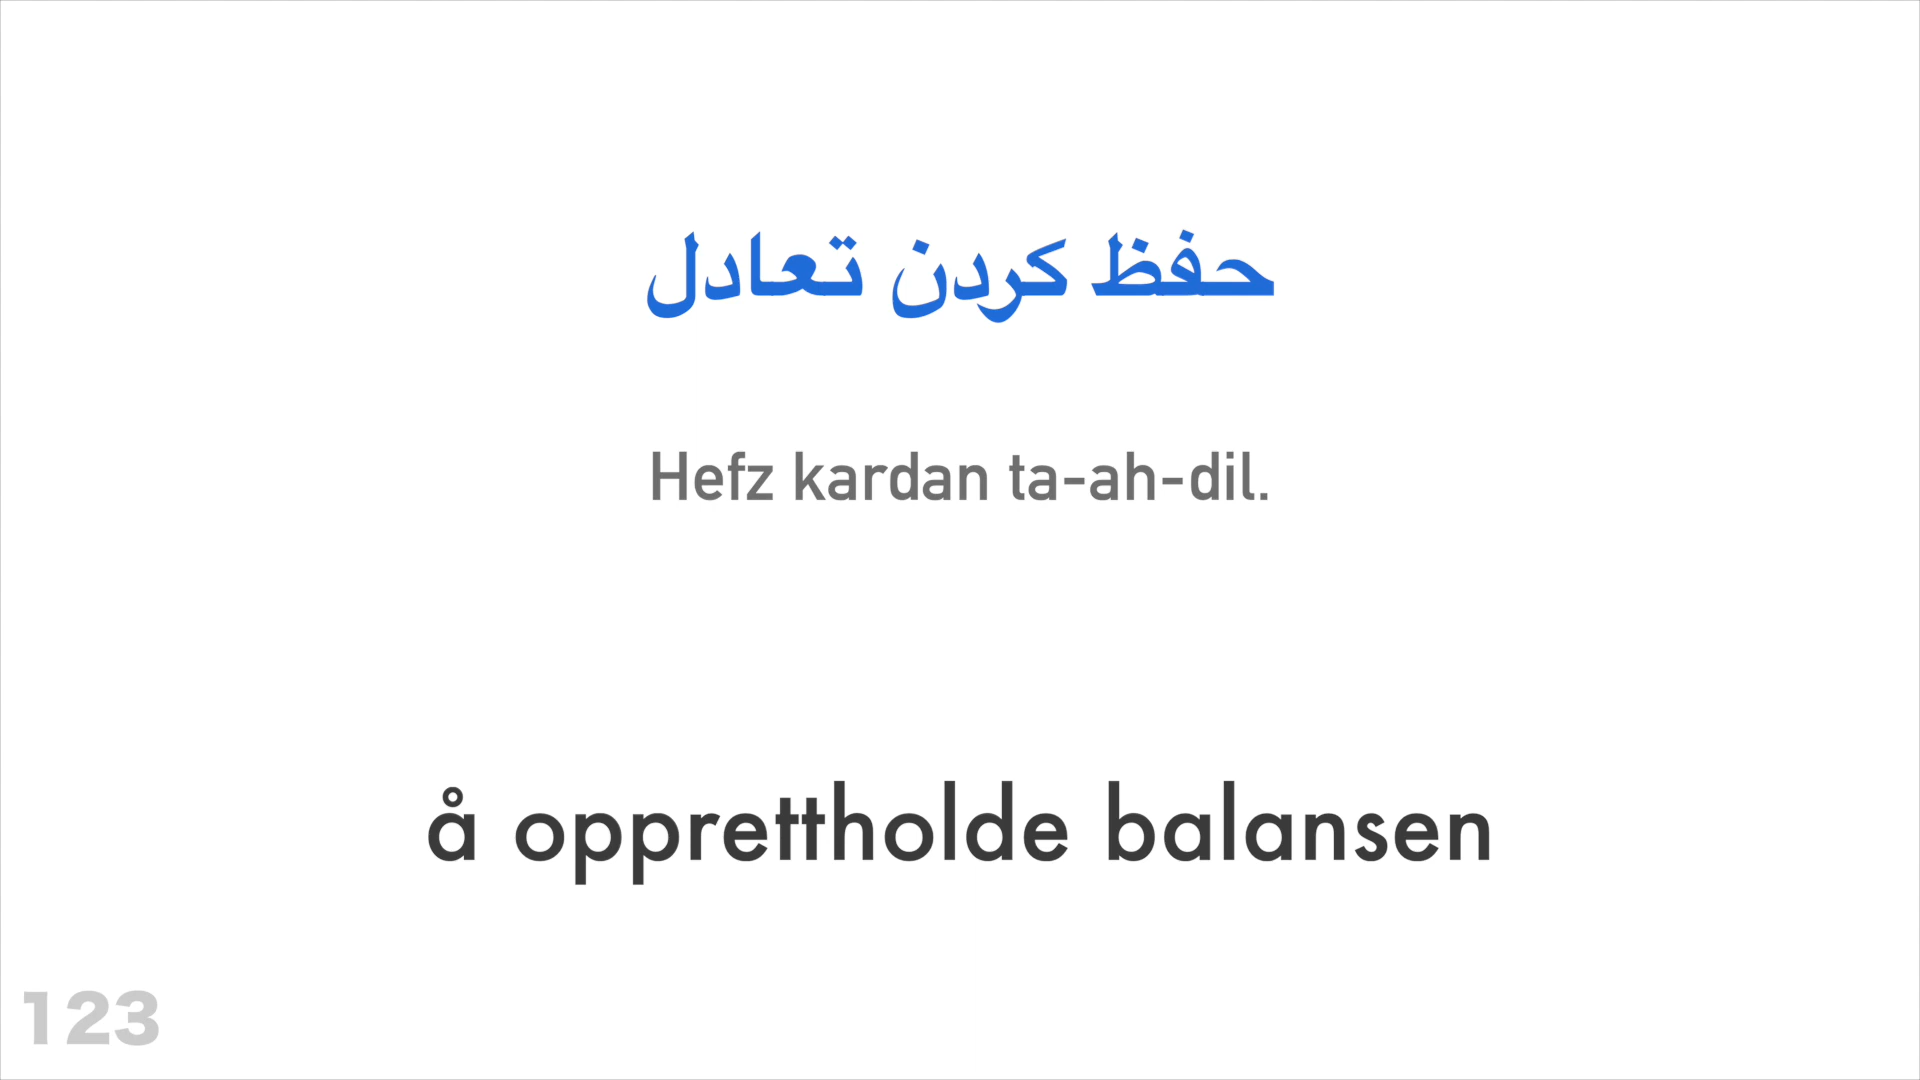 حفظ کردن تعادل
Hefz kardan ta-ah-dil.
å opprettholde balansen
123